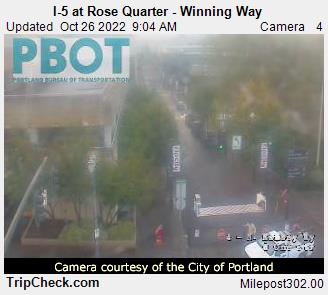 I-5 at Rose Quarter - Winning Way
Updated Oct 26 2022 9:04 AM Camera 4
PBOT
PORTLAND BUREAU OF TRANSPORTATION
Camera courtesy of the City of Portland
TripCheck.com Milepost302.00